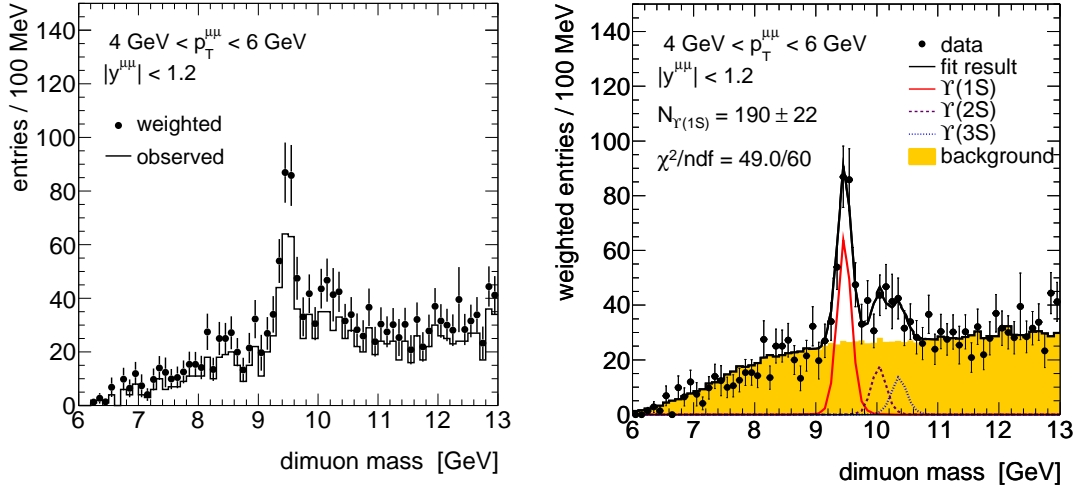 entries / 100 MeV
140
120
100
80
60
40
20
0
4 GeV < p_T^μμ < 6 GeV
|y^μμ| < 1.2
weighted
observed
6 7 8 9 10 11 12 13
dimuon mass [GeV]
weighted entries / 100 MeV
140
120
100
80
60
40
20
0
4 GeV < p_T^μμ < 6 GeV
|y^μμ| < 1.2
N_ϒ(1S) = 190 ± 22
χ²/ndf = 49.0/60
data
fit result
ϒ(1S)
ϒ(2S)
ϒ(3S)
background
6 7 8 9 10 11 12 13
dimuon mass [GeV]